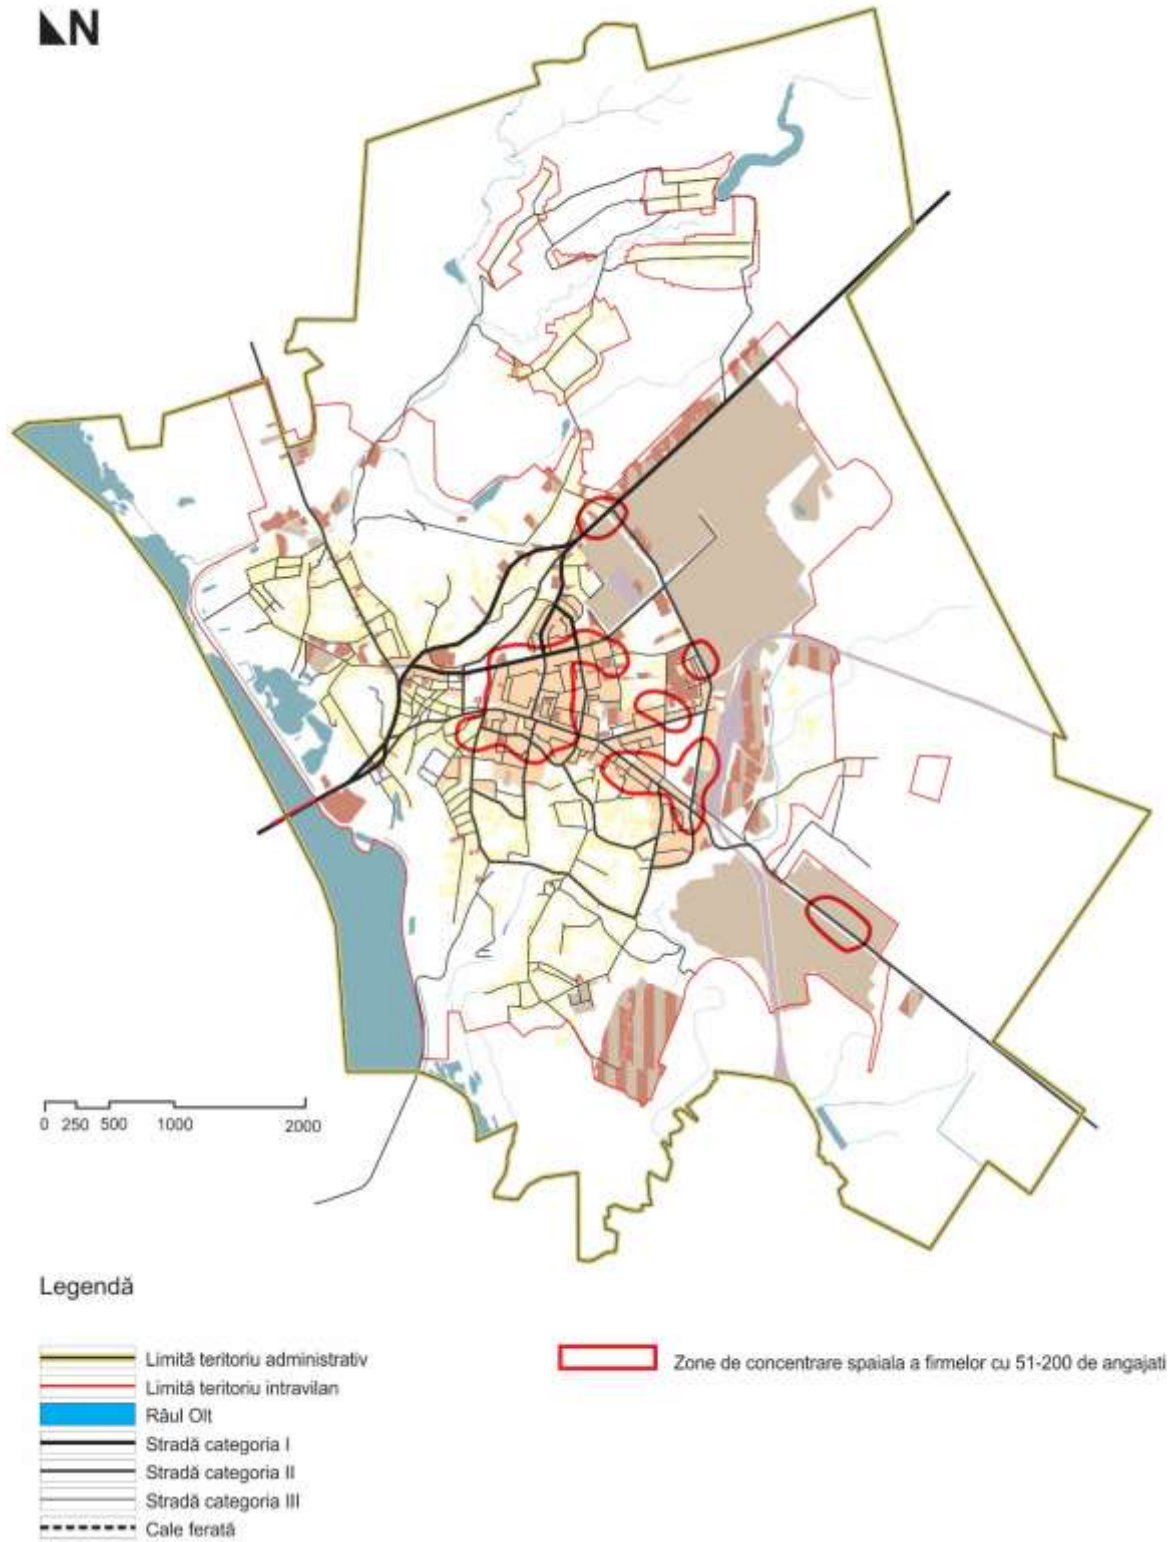 N
0 250 500 1000 2000
Legendă
Limită teritoriu administrativ
Limită teritoriu intravilan
Râul Olt
Stradă categoria I
Stradă categoria II
Stradă categoria III
Cale ferată
Zone de concentrare spaiala a firmelor cu 51-200 de angajati